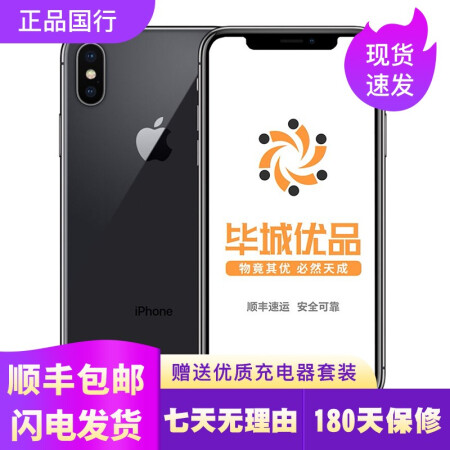 正品国行
现货
速发
毕城优品
物竞其优 必然天成
顺丰速运 安全可靠
iPhone
顺丰包邮
闪电发货
赠送优质充电器套装
七天无理由
180天保修